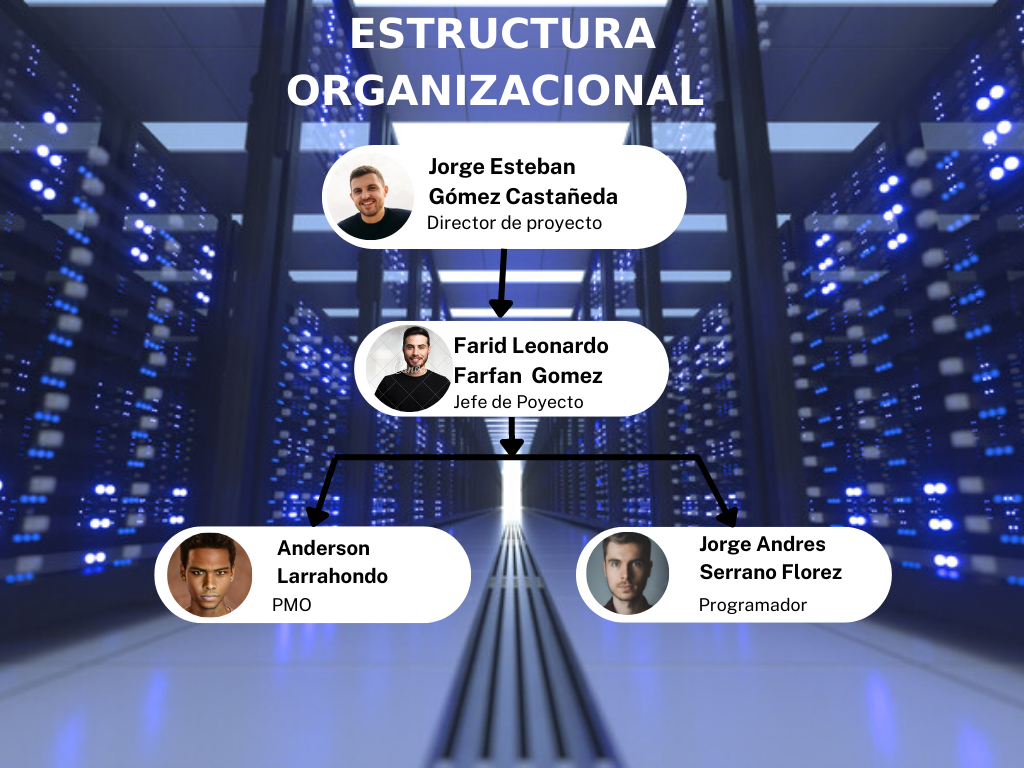 ESTRUCTURA
ORGANIZACIONAL
Jorge Esteban
Gómez Castañeda
Director de proyecto
Farid Leonardo
Farfan Gomez
Jefe de Poyecto
Anderson
Larrahondo
PMO
Jorge Andres
Serrano Florez
Programador